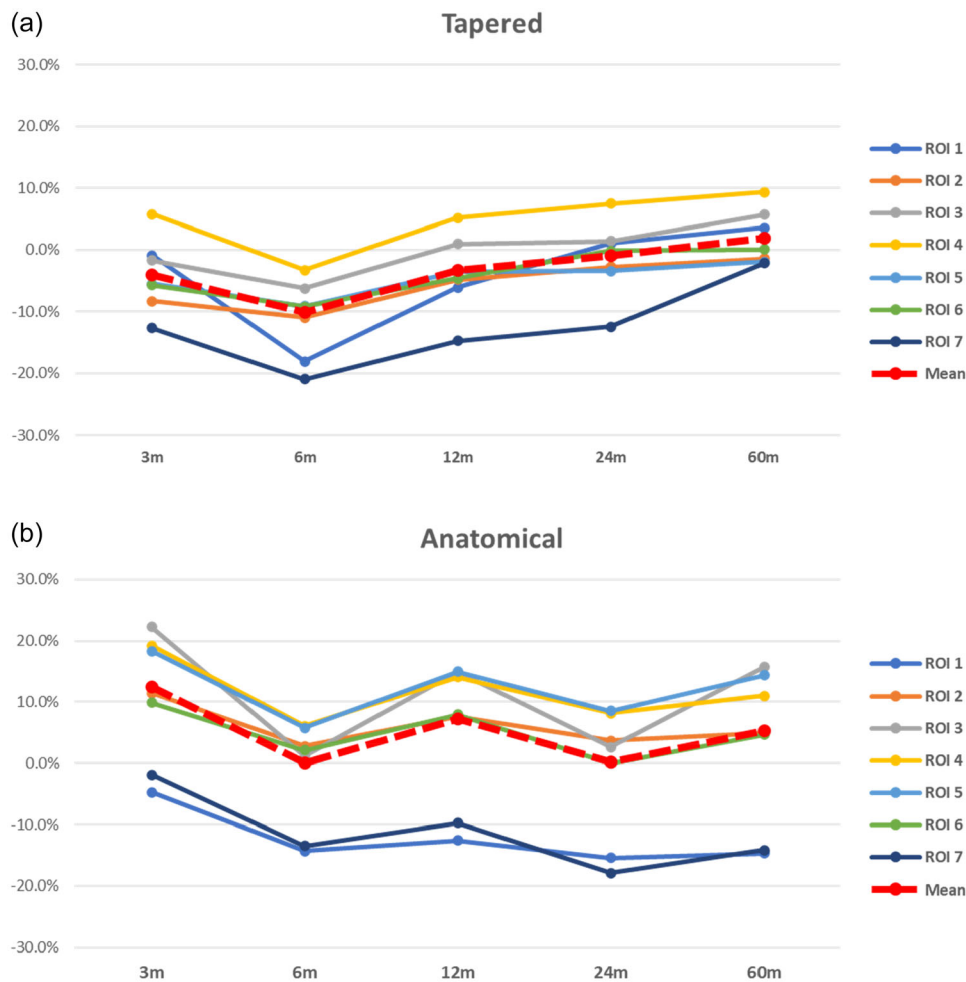 (a)
Tapered
30.0%
20.0%
10.0%
0.0%
-10.0%
-20.0%
-30.0%
3m 6m 12m 24m 60m
ROI 1
ROI 2
ROI 3
ROI 4
ROI 5
ROI 6
ROI 7
Mean
(b)
Anatomical
30.0%
20.0%
10.0%
0.0%
-10.0%
-20.0%
-30.0%
3m 6m 12m 24m 60m
ROI 1
ROI 2
ROI 3
ROI 4
ROI 5
ROI 6
ROI 7
Mean